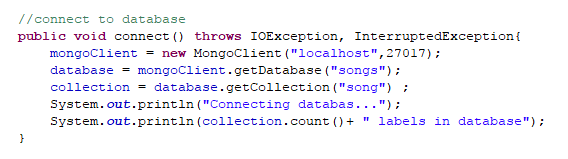 //connect to database
public void connect() throws IOException, InterruptedException{
mongoClient = new MongoClient("localhost",27017);
database = mongoClient.getDatabase("songs");
collection = database.getCollection("song") ;
System.out.println("Connecting databas...");
System.out.println(collection.count()+ " labels in database");
}